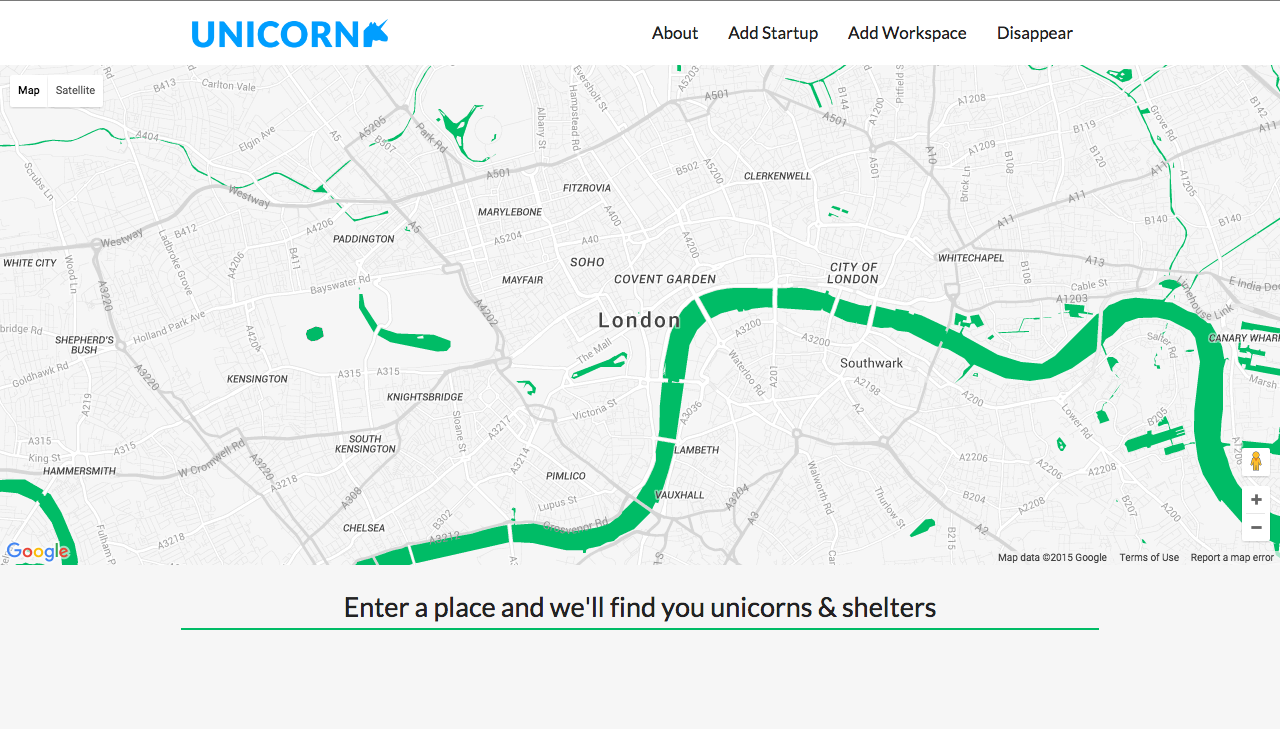 UNICORN
About Add Startup Add Workspace Disappear
Map Satellite
Rd
B413
Carlton Vale
A404
Elgin Ave
A5
A5205
B507
Park Rd
Albany St
Hampstead Rd
Eversholt St
A5203
A501
B144
A501
A1200
Pitfield St
A1208
B119
Grove Rd
B142
A11
Scrubs Ln
Westway
A501
FITZROVIA
B502
A5200
CLERKENWELL
A501
A10
A1209
B108
B120
A11
A1205
Brick Ln
A11
Westway
B412
Ladbroke Grove
A4206
PADDINGTON
A5
MARYLEBONE
A400
A5204
A40
A4200
B140
B140
WHITE CITY
Wood Ln
A3220
A4206
B411
Bayswater Rd
MAYFAIR
SOHO
COVENT GARDEN
CITY OF
LONDON
WHITECHAPEL
B108
A13
Cable St
A1203
Limehouse Link
E India Doc
Holland Park Ave
A4204
A4202
London
A3200
A3200
bridge Rd
SHEPHERD'S
BUSH
Goldhawk Rd
A3220
The Mall
Waterloo Rd
A201
Southwark
Salter Rd
CANARY WHARF
KENSINGTON
A315
A315
KNIGHTSBRIDGE
A2198
A200
Marsh
A219
Victoria St
A3036
A2
Lower Rd
B205
A315
King St
A315
SOUTH
KENSINGTON
Sloane St
A3217
A3214
LAMBETH
A1206
HAMMERSMITH
W Cromwell Rd
A3220
A3218
A308
PIMLICO
Lupus St
VAUXHALL
A3204
A3
Walworth Rd
Thurlow St
A2206
A2206
A2208
B204
A2208
B207
A200
Fulham
A3218
CHELSEA
B302
A3212
Grosvenor Rd
A2
B215
Google
Map data ©2015 Google Terms of Use Report a map error
Enter a place and we'll find you unicorns & shelters